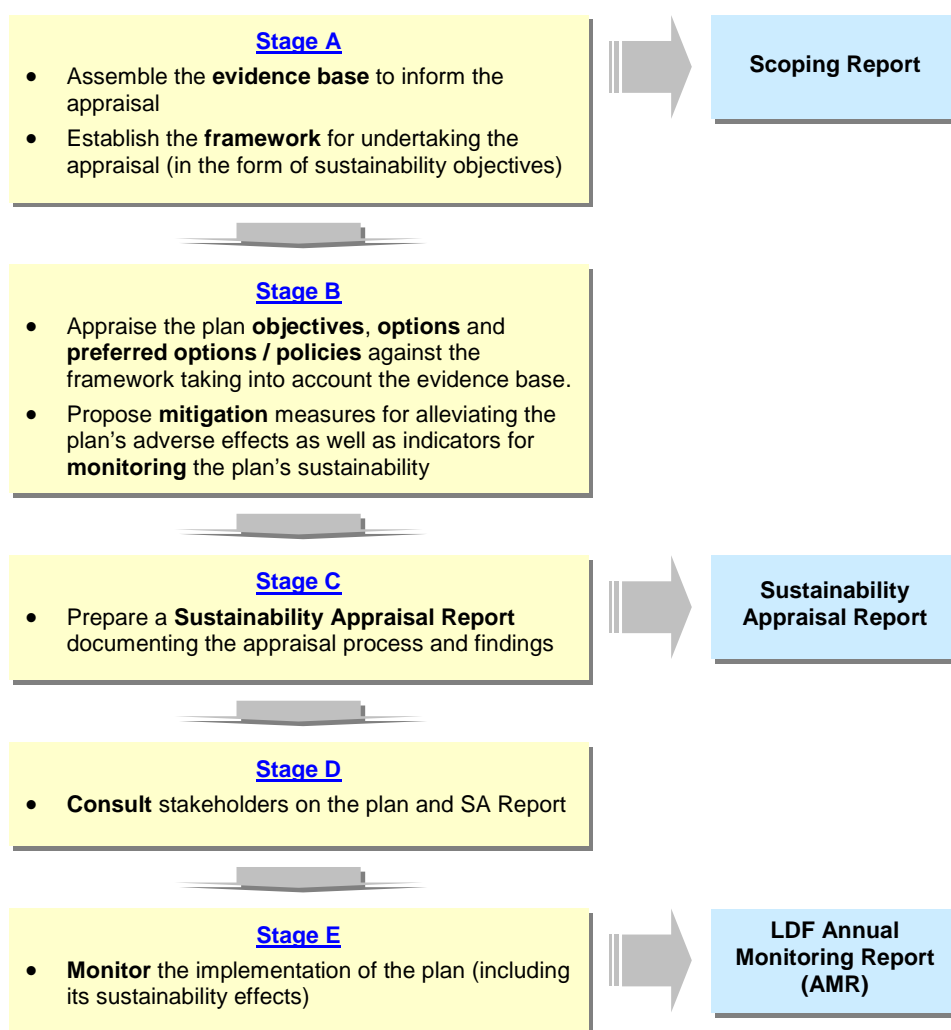 Stage A
• Assemble the evidence base to inform the
appraisal
• Establish the framework for undertaking the
appraisal (in the form of sustainability objectives)
Scoping Report
Stage B
• Appraise the plan objectives, options and
preferred options / policies against the
framework taking into account the evidence base.
• Propose mitigation measures for alleviating the
plan's adverse effects as well as indicators for
monitoring the plan's sustainability
Stage C
• Prepare a Sustainability Appraisal Report
documenting the appraisal process and findings
Sustainability
Appraisal Report
Stage D
• Consult stakeholders on the plan and SA Report
Stage E
• Monitor the implementation of the plan (including
its sustainability effects)
LDF Annual
Monitoring Report
(AMR)